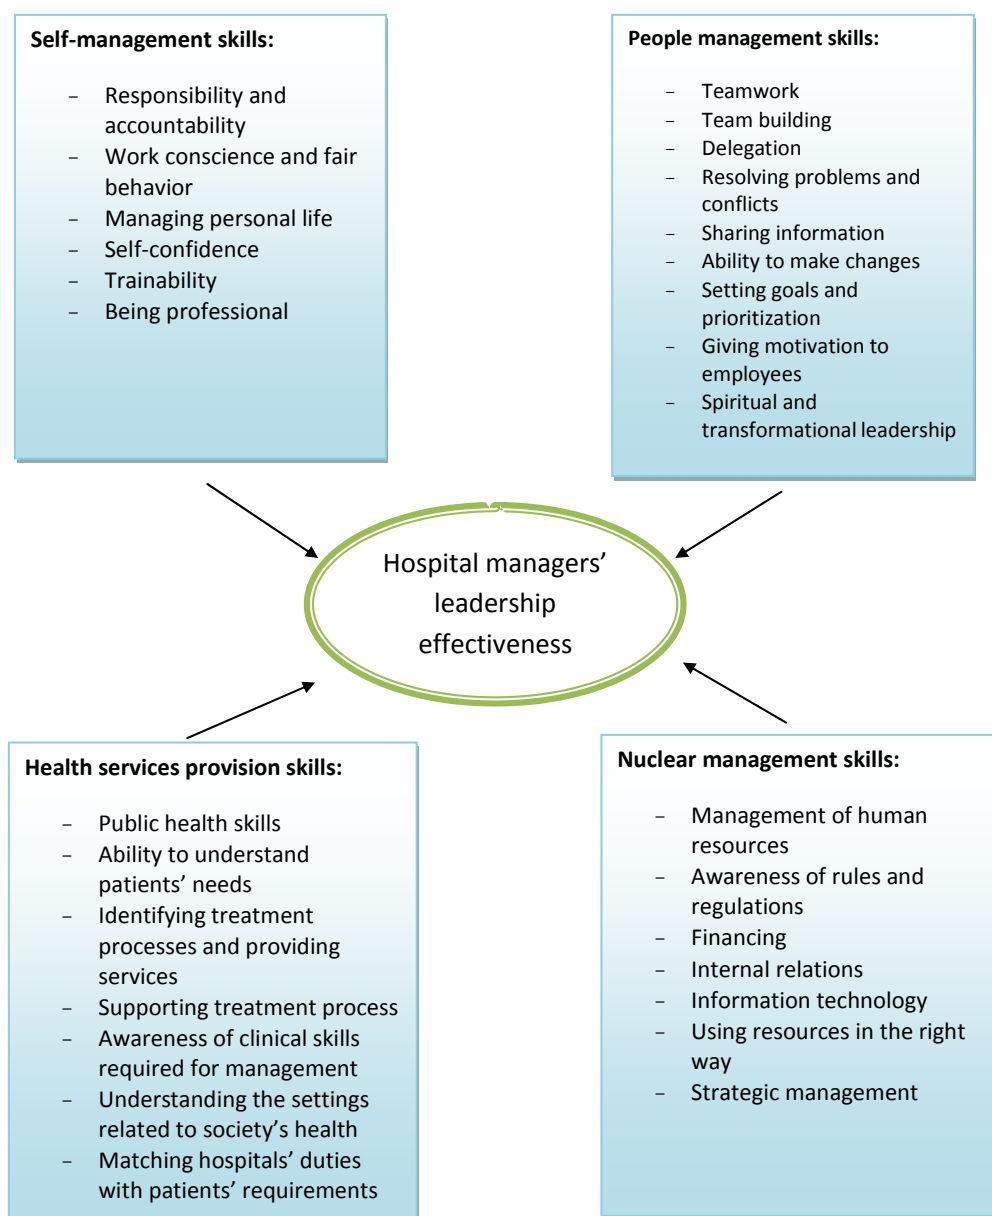 Self-management skills:
- Responsibility and
accountability
- Work conscience and fair
behavior
- Managing personal life
- Self-confidence
- Trainability
- Being professional
People management skills:
- Teamwork
- Team building
- Delegation
- Resolving problems and
conflicts
- Sharing information
- Ability to make changes
- Setting goals and
prioritization
- Giving motivation to
employees
- Spiritual and
transformational leadership
Hospital managers’
leadership
effectiveness
Health services provision skills:
- Public health skills
- Ability to understand
patients’ needs
- Identifying treatment
processes and providing
services
- Supporting treatment process
- Awareness of clinical skills
required for management
- Understanding the settings
related to society’s health
- Matching hospitals’ duties
with patients’ requirements
Nuclear management skills:
- Management of human
resources
- Awareness of rules and
regulations
- Financing
- Internal relations
- Information technology
- Using resources in the right
way
- Strategic management